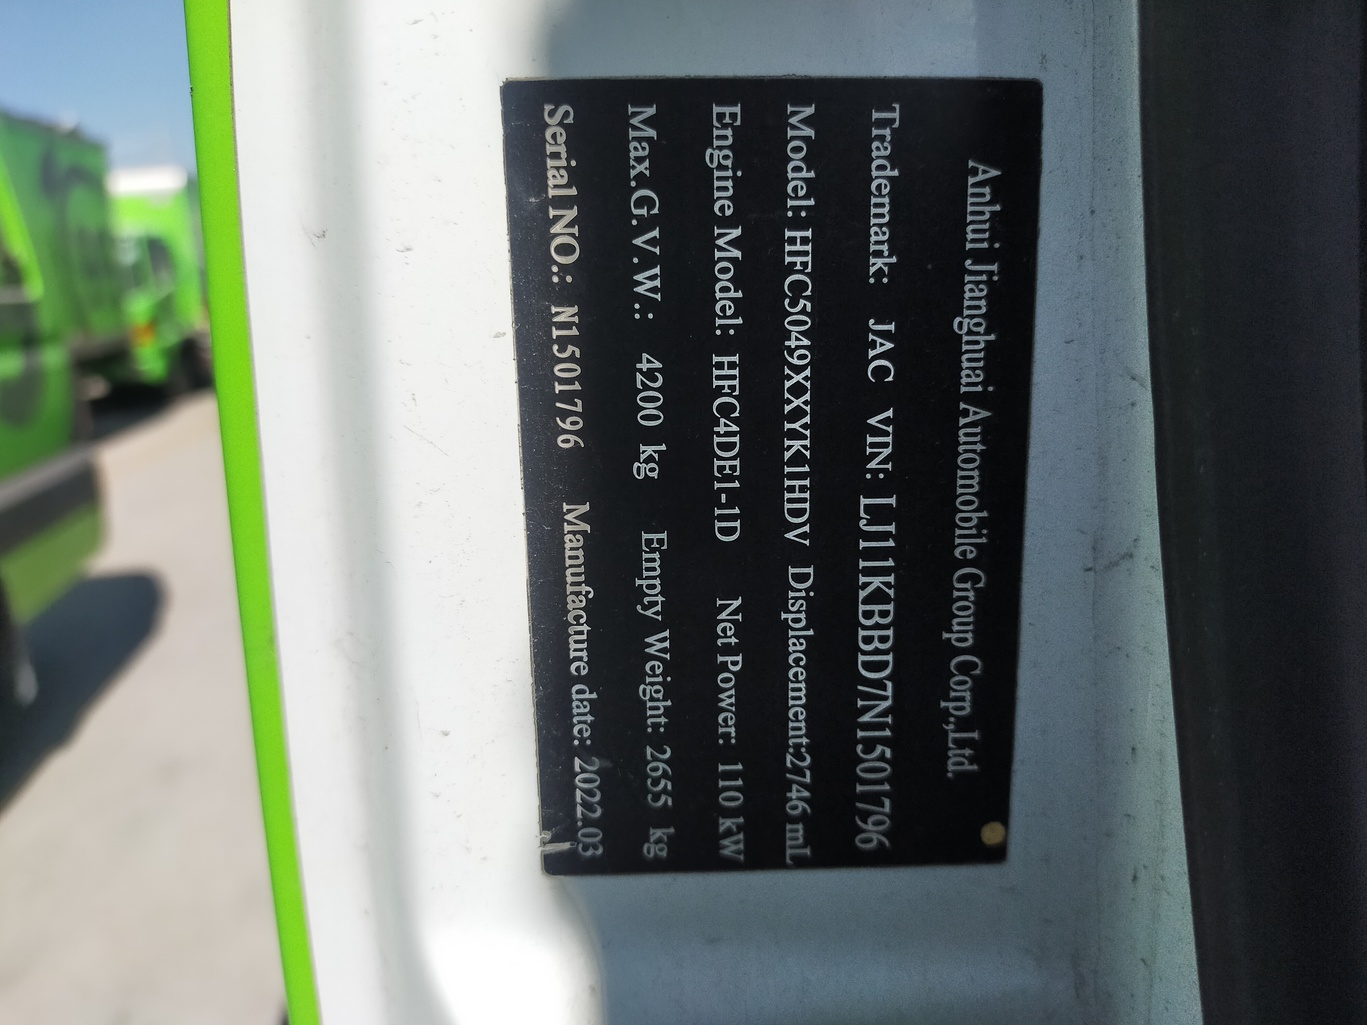 Anhui Jianghuai Automobile Group Corp.,Ltd.
Trademark: JAC VIN: LJ11KBBD7N1501796
Model: HFC5049XXYK1HDV Displacement:2746 mL
Engine Model: HFC4DE1-1D Net Power: 110 kW
Max.G.V.W.: 4200 kg Empty Weight: 2655 kg
Serial NO.: N1501796 Manufacture date: 2022.03